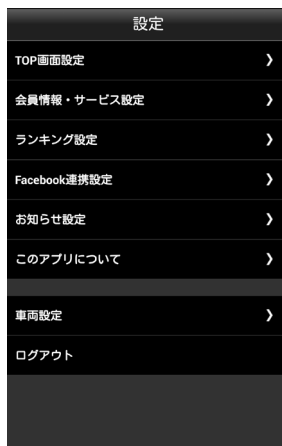 設定
TOP画面設定
会員情報・サービス設定
ランキング設定
Facebook連携設定
お知らせ設定
このアプリについて
車両設定
ログアウト